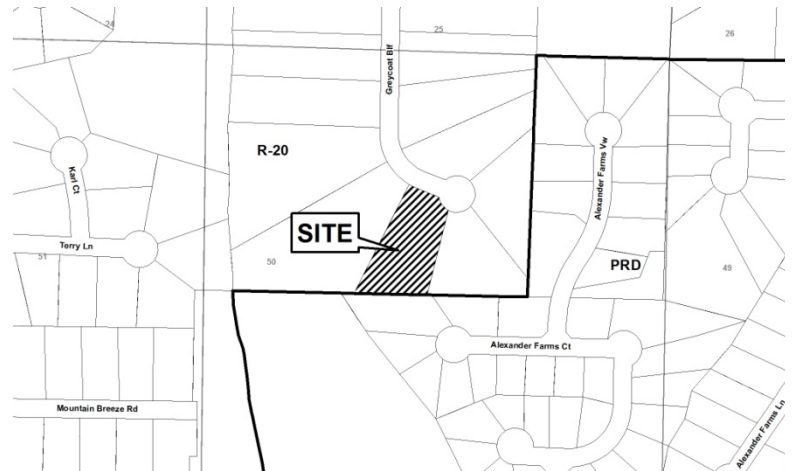 24
25
26
Greycoat Blf
Alexander Farms Vw
R-20
Karl Ct
SITE
Terry Ln
51
50
PRD
49
Alexander Farms Ct
Mountain Breeze Rd
Alexander Farms Ln